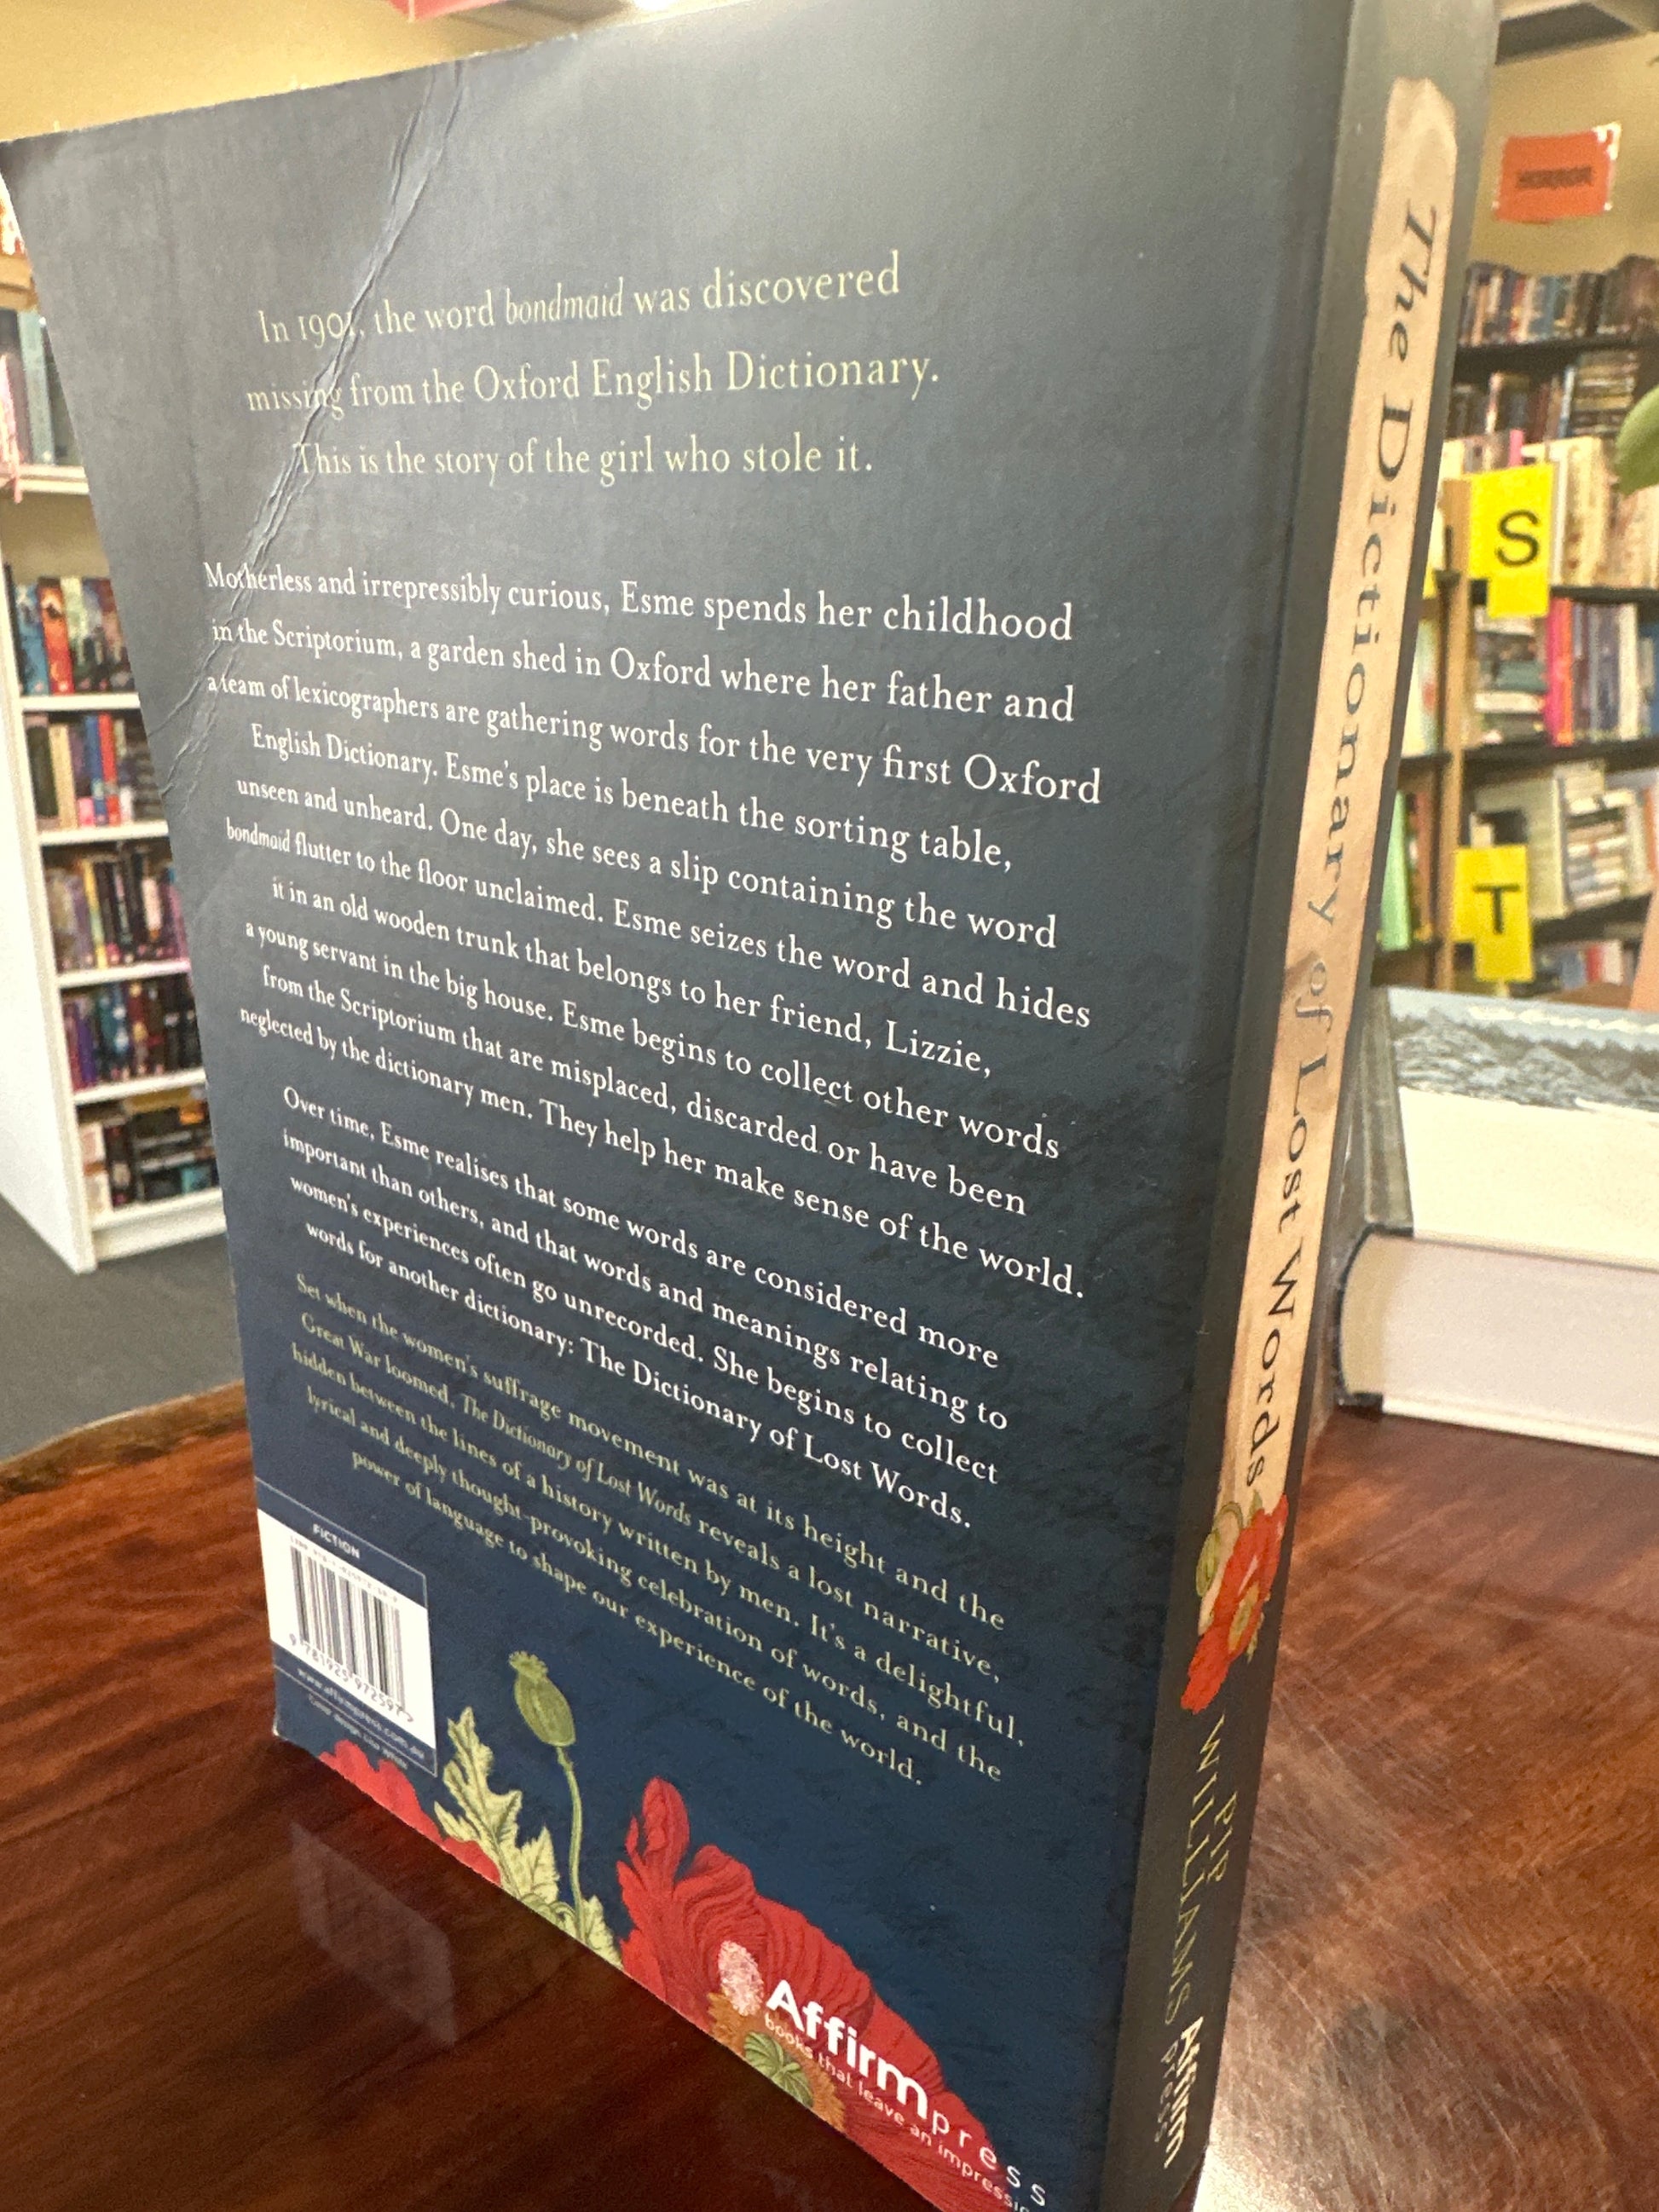 In 1901, the word bondmaid was discovered
missing from the Oxford English Dictionary.
This is the story of the girl who stole it.
Motherless and irrepressibly curious, Esme spends her childhood
in the Scriptorium, a garden shed in Oxford where her father and
a team of lexicographers are gathering words for the very first Oxford
English Dictionary. Esme's place is beneath the sorting table,
unseen and unheard. One day, she sees a slip containing the word
bondmaid flutter to the floor unclaimed. Esme seizes the word and hides
it in an old wooden trunk that belongs to her friend, Lizzie,
a young servant in the big house. Esme begins to collect other words
from the Scriptorium that are misplaced, discarded or have been
neglected by the dictionary men. They help her make sense of the world.
Over time, Esme realises that some words are considered more
important than others, and that words and meanings relating to
women's experiences often go unrecorded. She begins to collect
words for another dictionary: The Dictionary of Lost Words.
Set when the women's suffrage movement was at its height and the
Great War loomed, The Dictionary of Lost Words reveals a lost narrative,
hidden between the lines of a history written by men. It's a delightful,
lyrical and deeply thought-provoking celebration of words, and the
power of language to shape our experience of the world.
FICTION
9 781925 972597 >
www.affirmpress.com.au
Affirm press
books that leave an impressi
The Dictionary of Lost Words
PIP
WILLIAMS
Affirm
press
HORROR
S
T